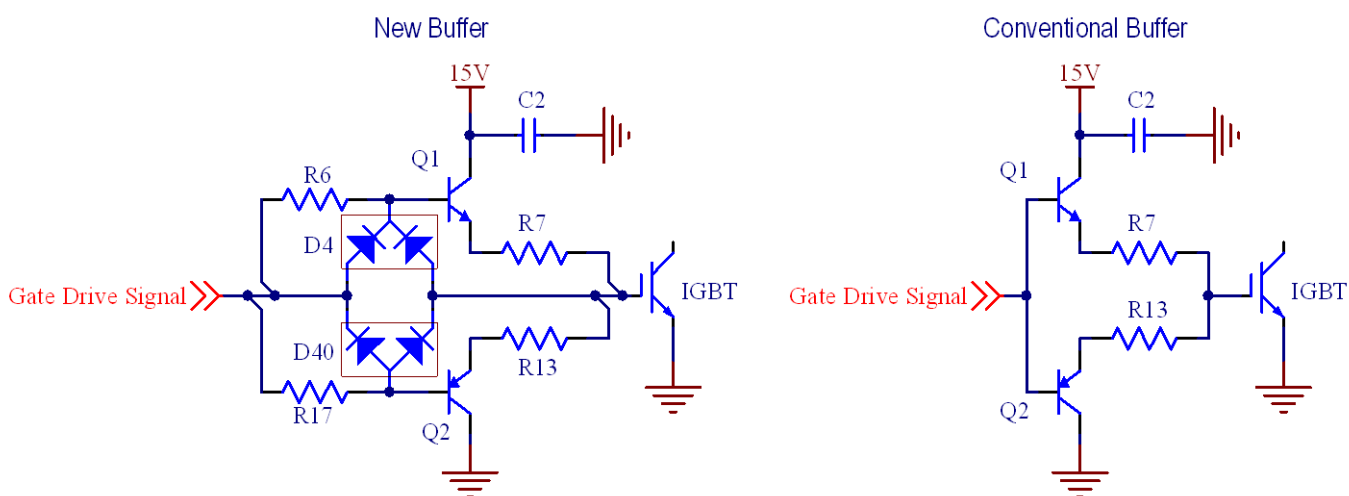 New Buffer
15V
C2
Q1
R6
R7
D4
Gate Drive Signal
IGBT
D40
R13
R17
Q2
Conventional Buffer
15V
C2
Q1
R7
Gate Drive Signal
IGBT
R13
Q2